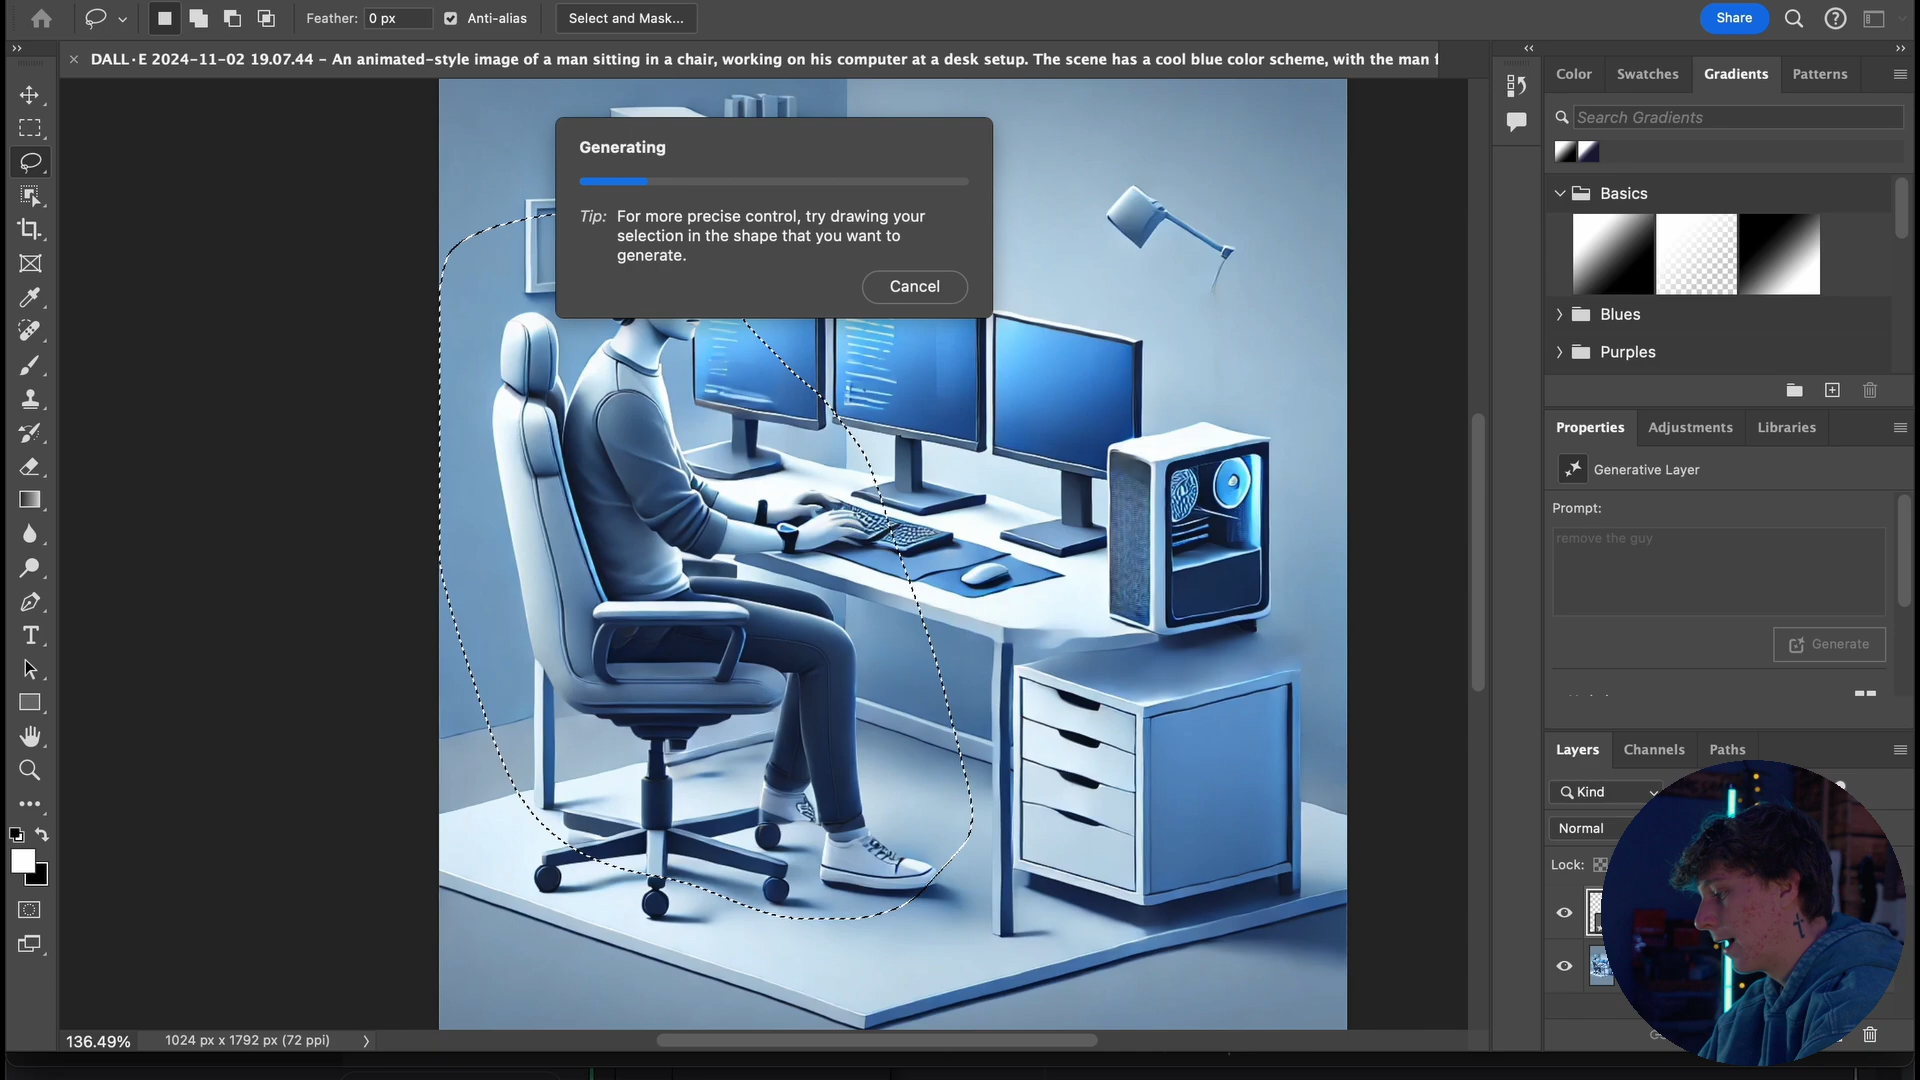 Feather: 0 px Anti-alias Select and Mask... Share
× DALL·E 2024-11-02 19.07.44 – An animated-style image of a man sitting in a chair, working on his computer at a desk setup. The scene has a cool blue color scheme, with the man f
Color Swatches Gradients Patterns
Search Gradients
Basics
Blues
Purples
Generating
Tip: For more precise control, try drawing your
selection in the shape that you want to
generate.
Cancel
Properties Adjustments Libraries
Generative Layer
Prompt:
remove the guy
Generate
Layers Channels Paths
Kind
Normal
Lock:
136.49% 1024 px x 1792 px (72 ppi)